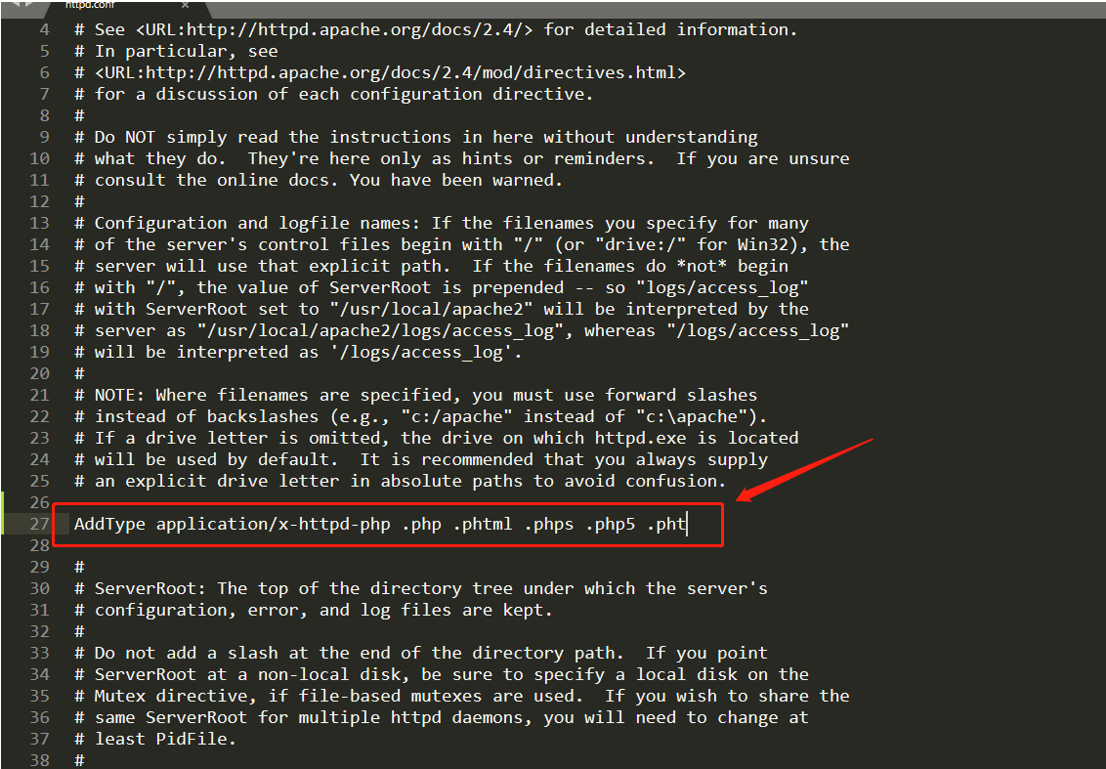 httpd.conf ×
4 # See <URL:http://httpd.apache.org/docs/2.4/> for detailed information.
5 # In particular, see
6 # <URL:http://httpd.apache.org/docs/2.4/mod/directives.html>
7 # for a discussion of each configuration directive.
8 #
9 # Do NOT simply read the instructions in here without understanding
10 # what they do.  They're here only as hints or reminders.  If you are unsure
11 # consult the online docs. You have been warned.
12 #
13 # Configuration and logfile names: If the filenames you specify for many
14 # of the server's control files begin with "/" (or "drive:/" for Win32), the
15 # server will use that explicit path.  If the filenames do *not* begin
16 # with "/", the value of ServerRoot is prepended -- so "logs/access_log"
17 # with ServerRoot set to "/usr/local/apache2" will be interpreted by the
18 # server as "/usr/local/apache2/logs/access_log", whereas "/logs/access_log"
19 # will be interpreted as '/logs/access_log'.
20 #
21 # NOTE: Where filenames are specified, you must use forward slashes
22 # instead of backslashes (e.g., "c:/apache" instead of "c:\apache").
23 # If a drive letter is omitted, the drive on which httpd.exe is located
24 # will be used by default.  It is recommended that you always supply
25 # an explicit drive letter in absolute paths to avoid confusion.
26
27 AddType application/x-httpd-php .php .phtml .phps .php5 .pht
28
29 #
30 # ServerRoot: The top of the directory tree under which the server's
31 # configuration, error, and log files are kept.
32 #
33 # Do not add a slash at the end of the directory path.  If you point
34 # ServerRoot at a non-local disk, be sure to specify a local disk on the
35 # Mutex directive, if file-based mutexes are used.  If you wish to share the
36 # same ServerRoot for multiple httpd daemons, you will need to change at
37 # least PidFile.
38 #